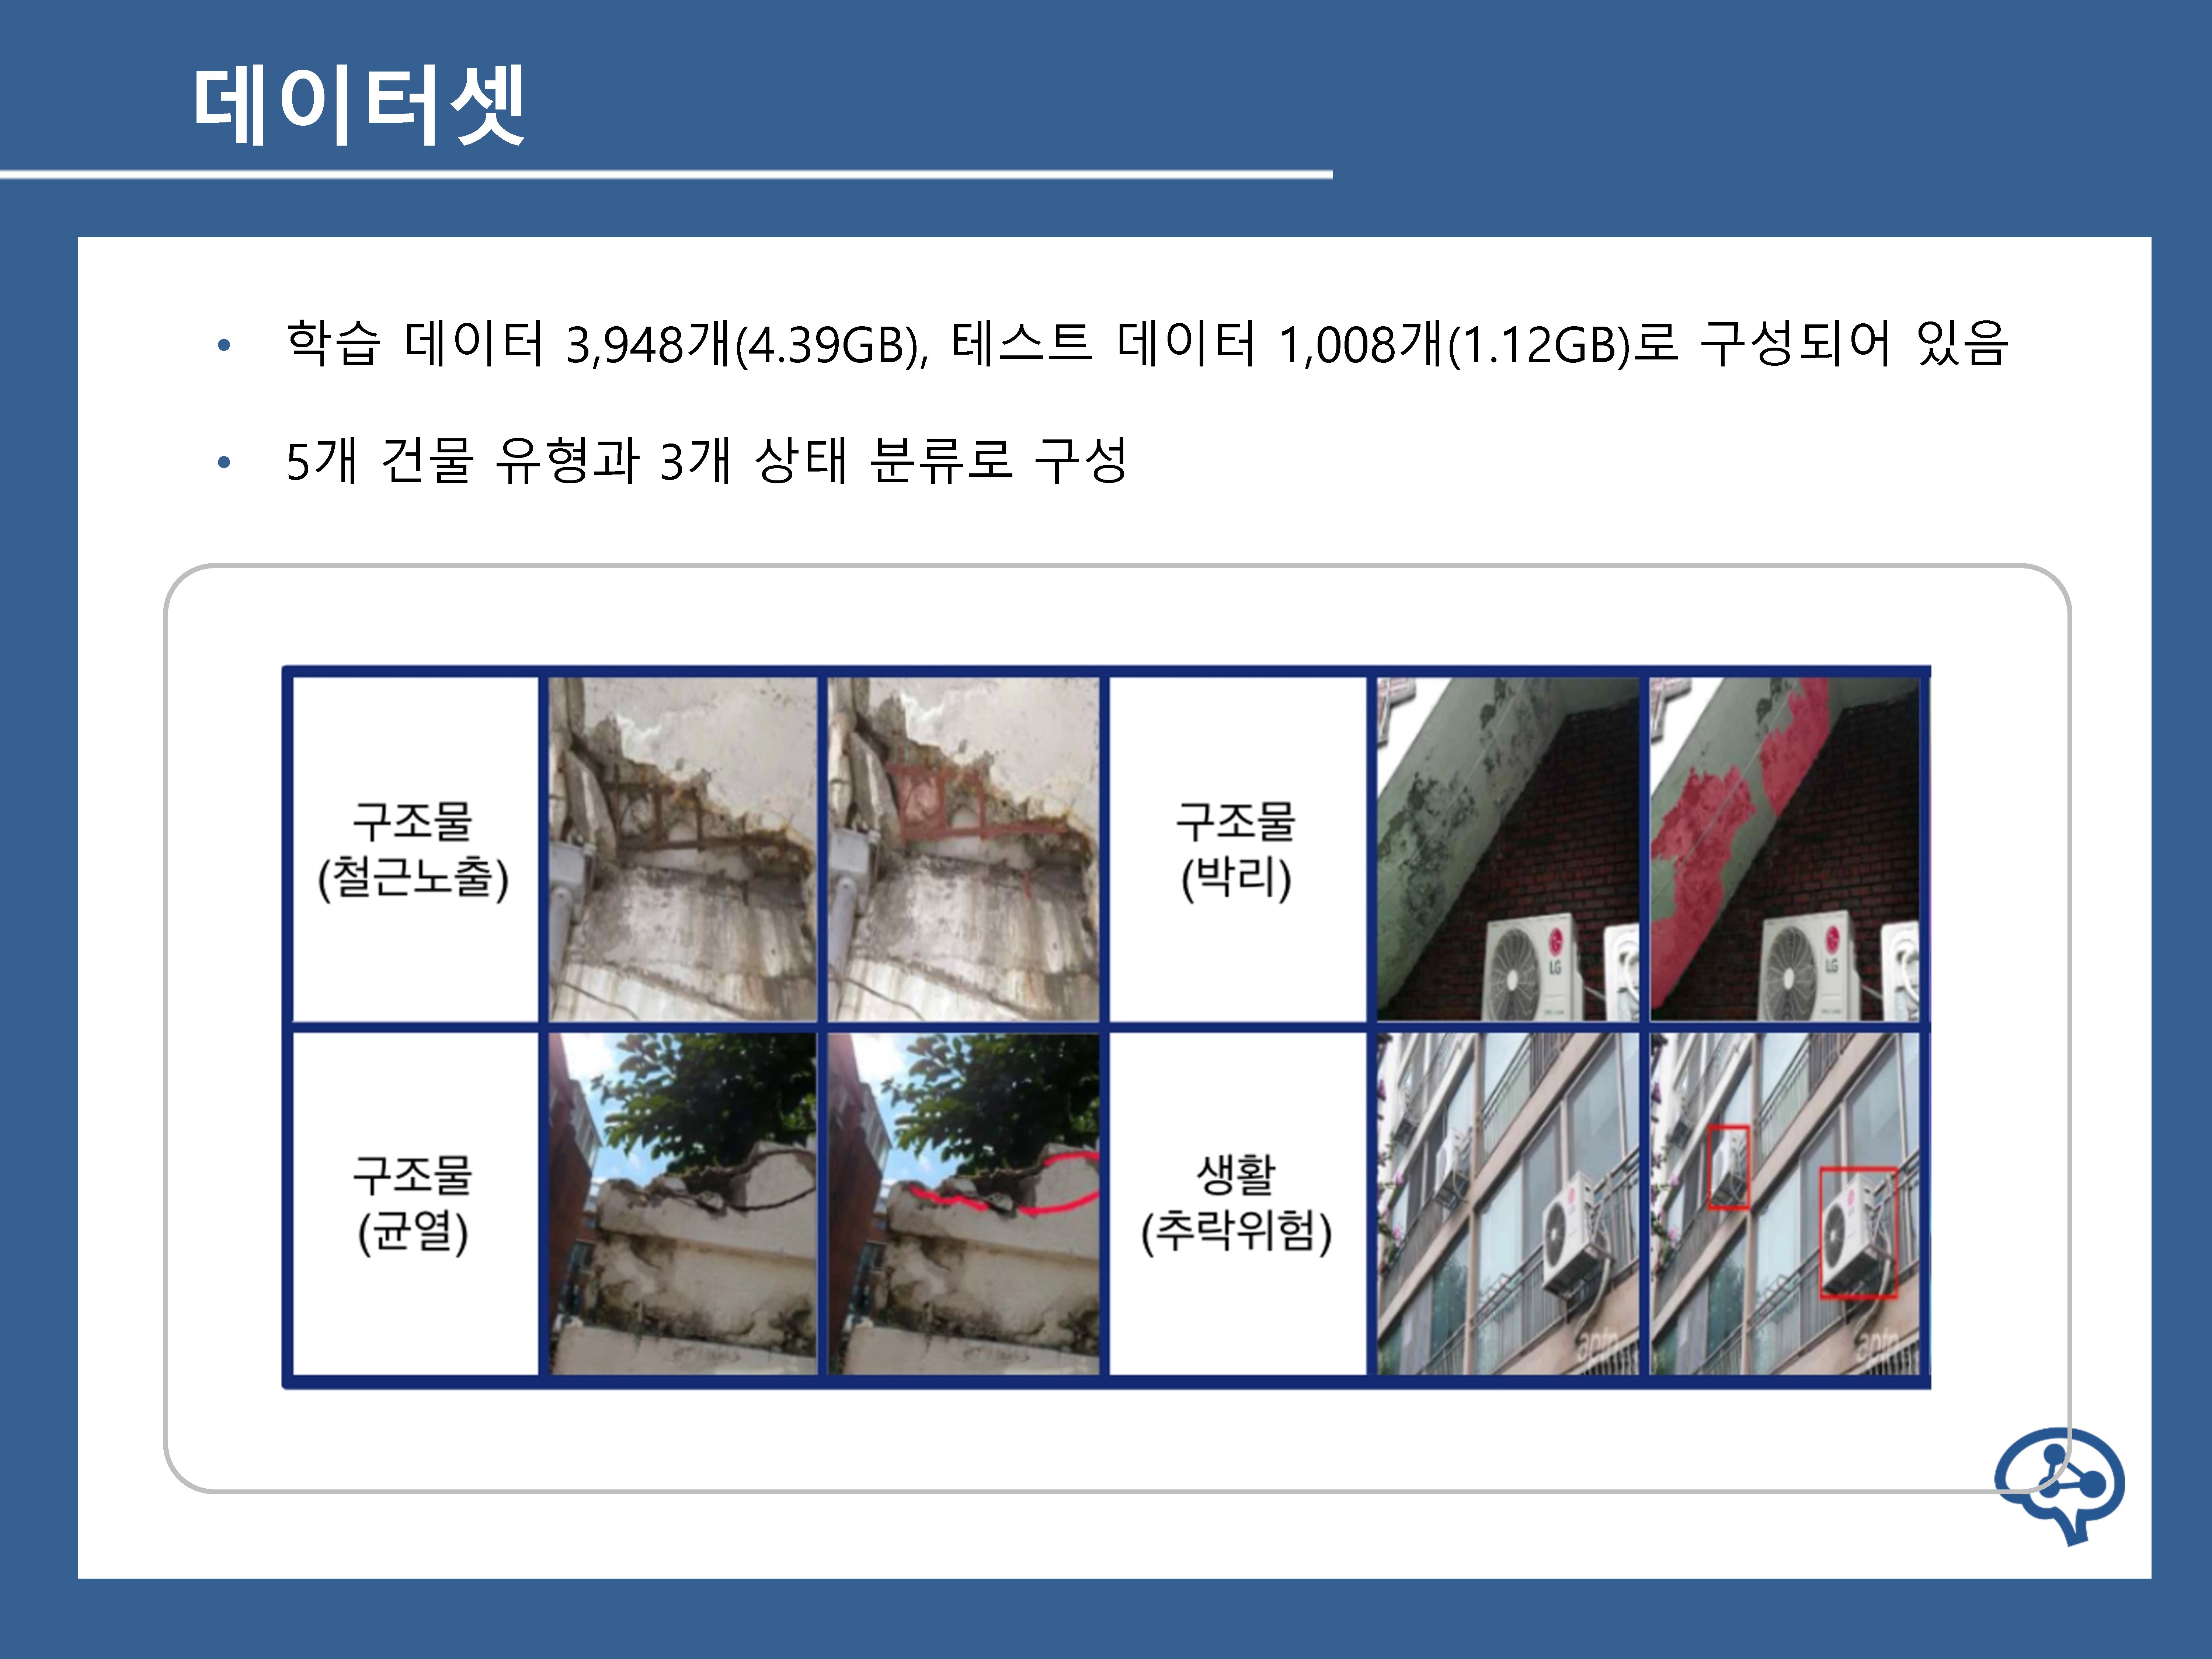 데이터셋
• 학습 데이터 3,948개(4.39GB), 테스트 데이터 1,008개(1.12GB)로 구성되어 있음
• 5개 건물 유형과 3개 상태 분류로 구성
구조물
(철근노출)
구조물
(박리)
LG
LG
구조물
(균열)
생활
(추락위험)